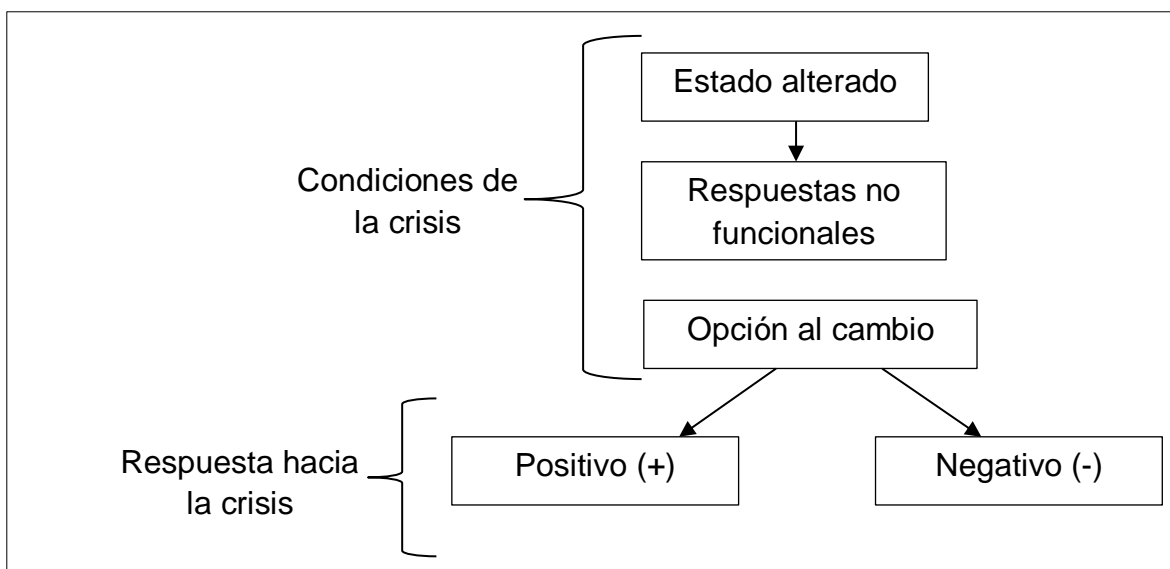 Estado alterado
Condiciones de
la crisis
Respuestas no
funcionales
Opción al cambio
Respuesta hacia
la crisis
Positivo (+)
Negativo (-)